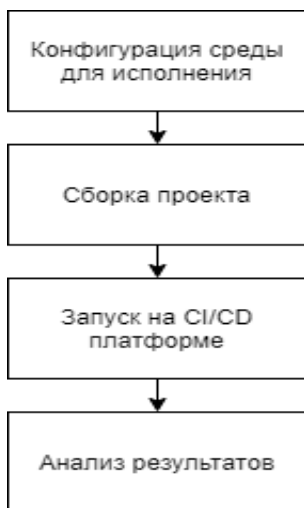 Конфигурация среды
для исполнения
Сборка проекта
Запуск на CI/CD
платформе
Анализ результатов